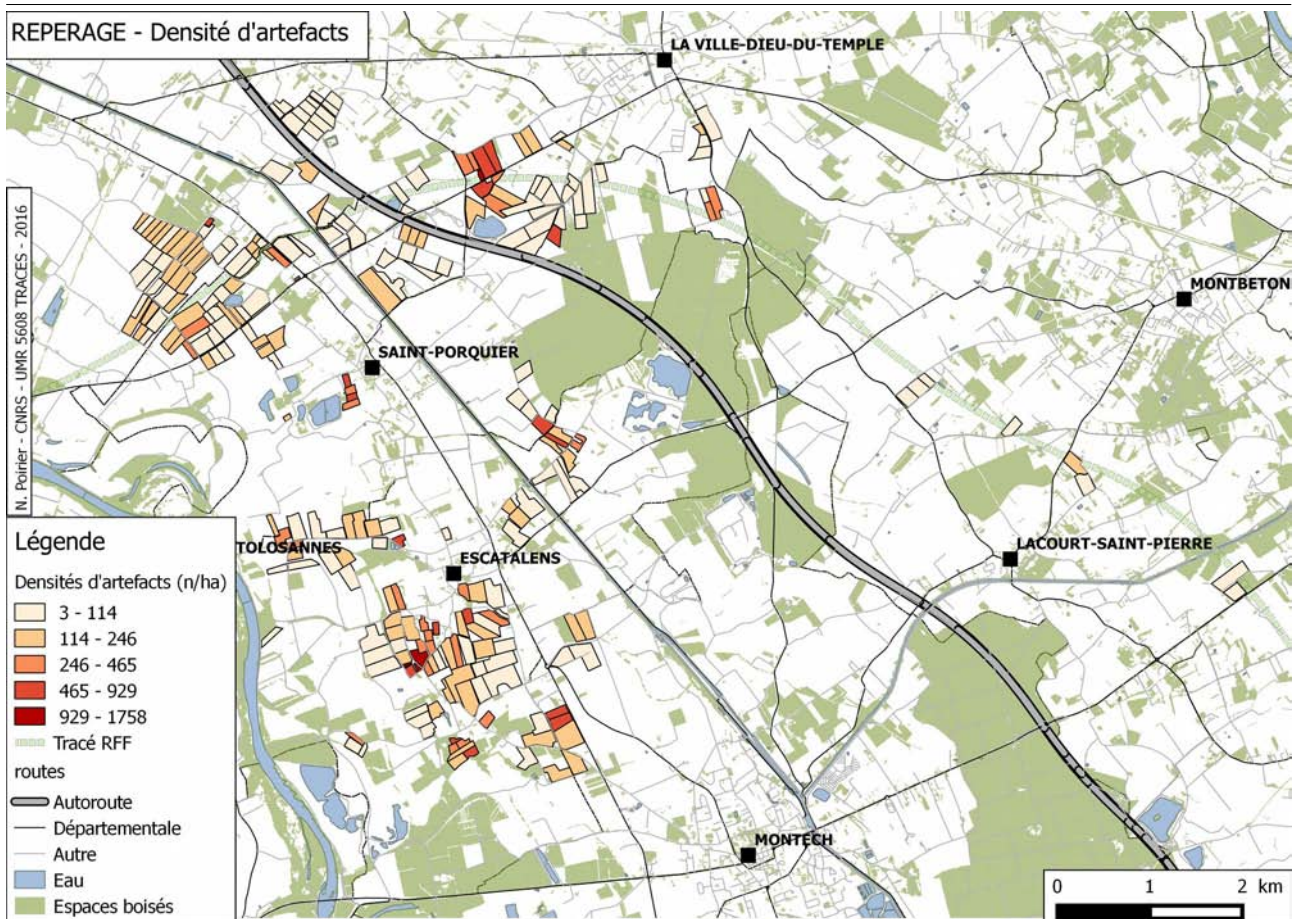 REPERAGE - Densité d'artefacts
LA VILLE-DIEU-DU-TEMPLE
MONTBETON
SAINT-PORQUIER
N. Poirier - CNRS - UMR 5608 TRACES - 2016
TOLOSANNES
ESCATALENS
LACOURT-SAINT-PIERRE
MONTECH
Légende
Densités d'artefacts (n/ha)
3 - 114
114 - 246
246 - 465
465 - 929
929 - 1758
Tracé RFF
routes
Autoroute
Départementale
Autre
Eau
Espaces boisés
0 1 2 km